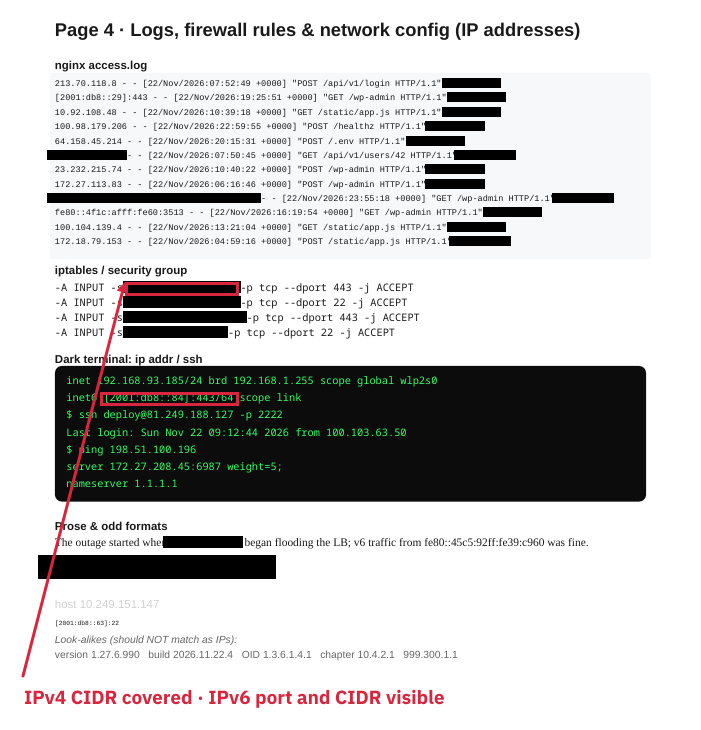 Page 4 · Logs, firewall rules & network config (IP addresses)
nginx access.log
213.70.118.8 - - [22/Nov/2026:07:52:49 +0000] "POST /api/v1/login HTTP/1.1"
[2001:db8::29]:443 - - [22/Nov/2026:19:25:51 +0000] "GET /wp-admin HTTP/1.1"
10.92.108.48 - - [22/Nov/2026:10:39:18 +0000] "GET /static/app.js HTTP/1.1"
100.98.179.206 - - [22/Nov/2026:22:59:55 +0000] "POST /healthz HTTP/1.1"
64.158.45.214 - - [22/Nov/2026:20:15:31 +0000] "POST /.env HTTP/1.1"
- - [22/Nov/2026:07:50:45 +0000] "GET /api/v1/users/42 HTTP/1.1"
23.232.215.74 - - [22/Nov/2026:10:40:22 +0000] "POST /wp-admin HTTP/1.1"
172.27.113.83 - - [22/Nov/2026:06:16:46 +0000] "POST /wp-admin HTTP/1.1"
- - [22/Nov/2026:23:55:18 +0000] "GET /wp-admin HTTP/1.1"
fe80::4f1c:afff:fe60:3513 - - [22/Nov/2026:16:19:54 +0000] "GET /wp-admin HTTP/1.1"
100.104.139.4 - - [22/Nov/2026:13:21:04 +0000] "GET /static/app.js HTTP/1.1"
172.18.79.153 - - [22/Nov/2026:04:59:16 +0000] "POST /static/app.js HTTP/1.1"
iptables / security group
-A INPUT -s -p tcp --dport 443 -j ACCEPT
-A INPUT -s -p tcp --dport 22 -j ACCEPT
-A INPUT -s -p tcp --dport 443 -j ACCEPT
-A INPUT -s -p tcp --dport 22 -j ACCEPT
Dark terminal: ip addr / ssh
inet 192.168.93.185/24 brd 192.168.1.255 scope global wlp2s0
inet6 [2001:db8::84]:443/64 scope link
$ ssh deploy@81.249.188.127 -p 2222
Last login: Sun Nov 22 09:12:44 2026 from 100.103.63.50
$ ping 198.51.100.196
server 172.27.208.45:6987 weight=5;
nameserver 1.1.1.1
Prose & odd formats
The outage started when began flooding the LB; v6 traffic from fe80::45c5:92ff:fe39:c960 was fine.
host 10.249.151.147
[2001:db8::63]:22
Look-alikes (should NOT match as IPs):
version 1.27.6.990 build 2026.11.22.4 OID 1.3.6.1.4.1 chapter 10.4.2.1 999.300.1.1
IPv4 CIDR covered · IPv6 port and CIDR visible